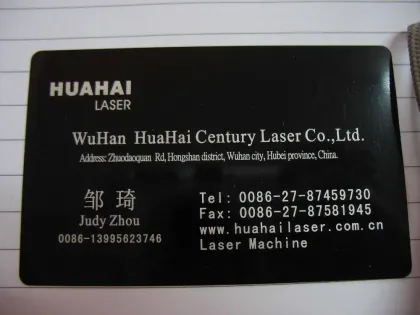 HUAHAI
LASER
WuHan HuaHai Century Laser Co.,Ltd.
Address: Zhuodaoquan Rd, Hongshan district, Wuhan city, Hubei province, China.
邹 琦
Judy Zhou
0086-13995623746
Tel: 0086-27-87459730
Fax: 0086-27-87581945
www.huahailaser.com.cn
Laser Machine